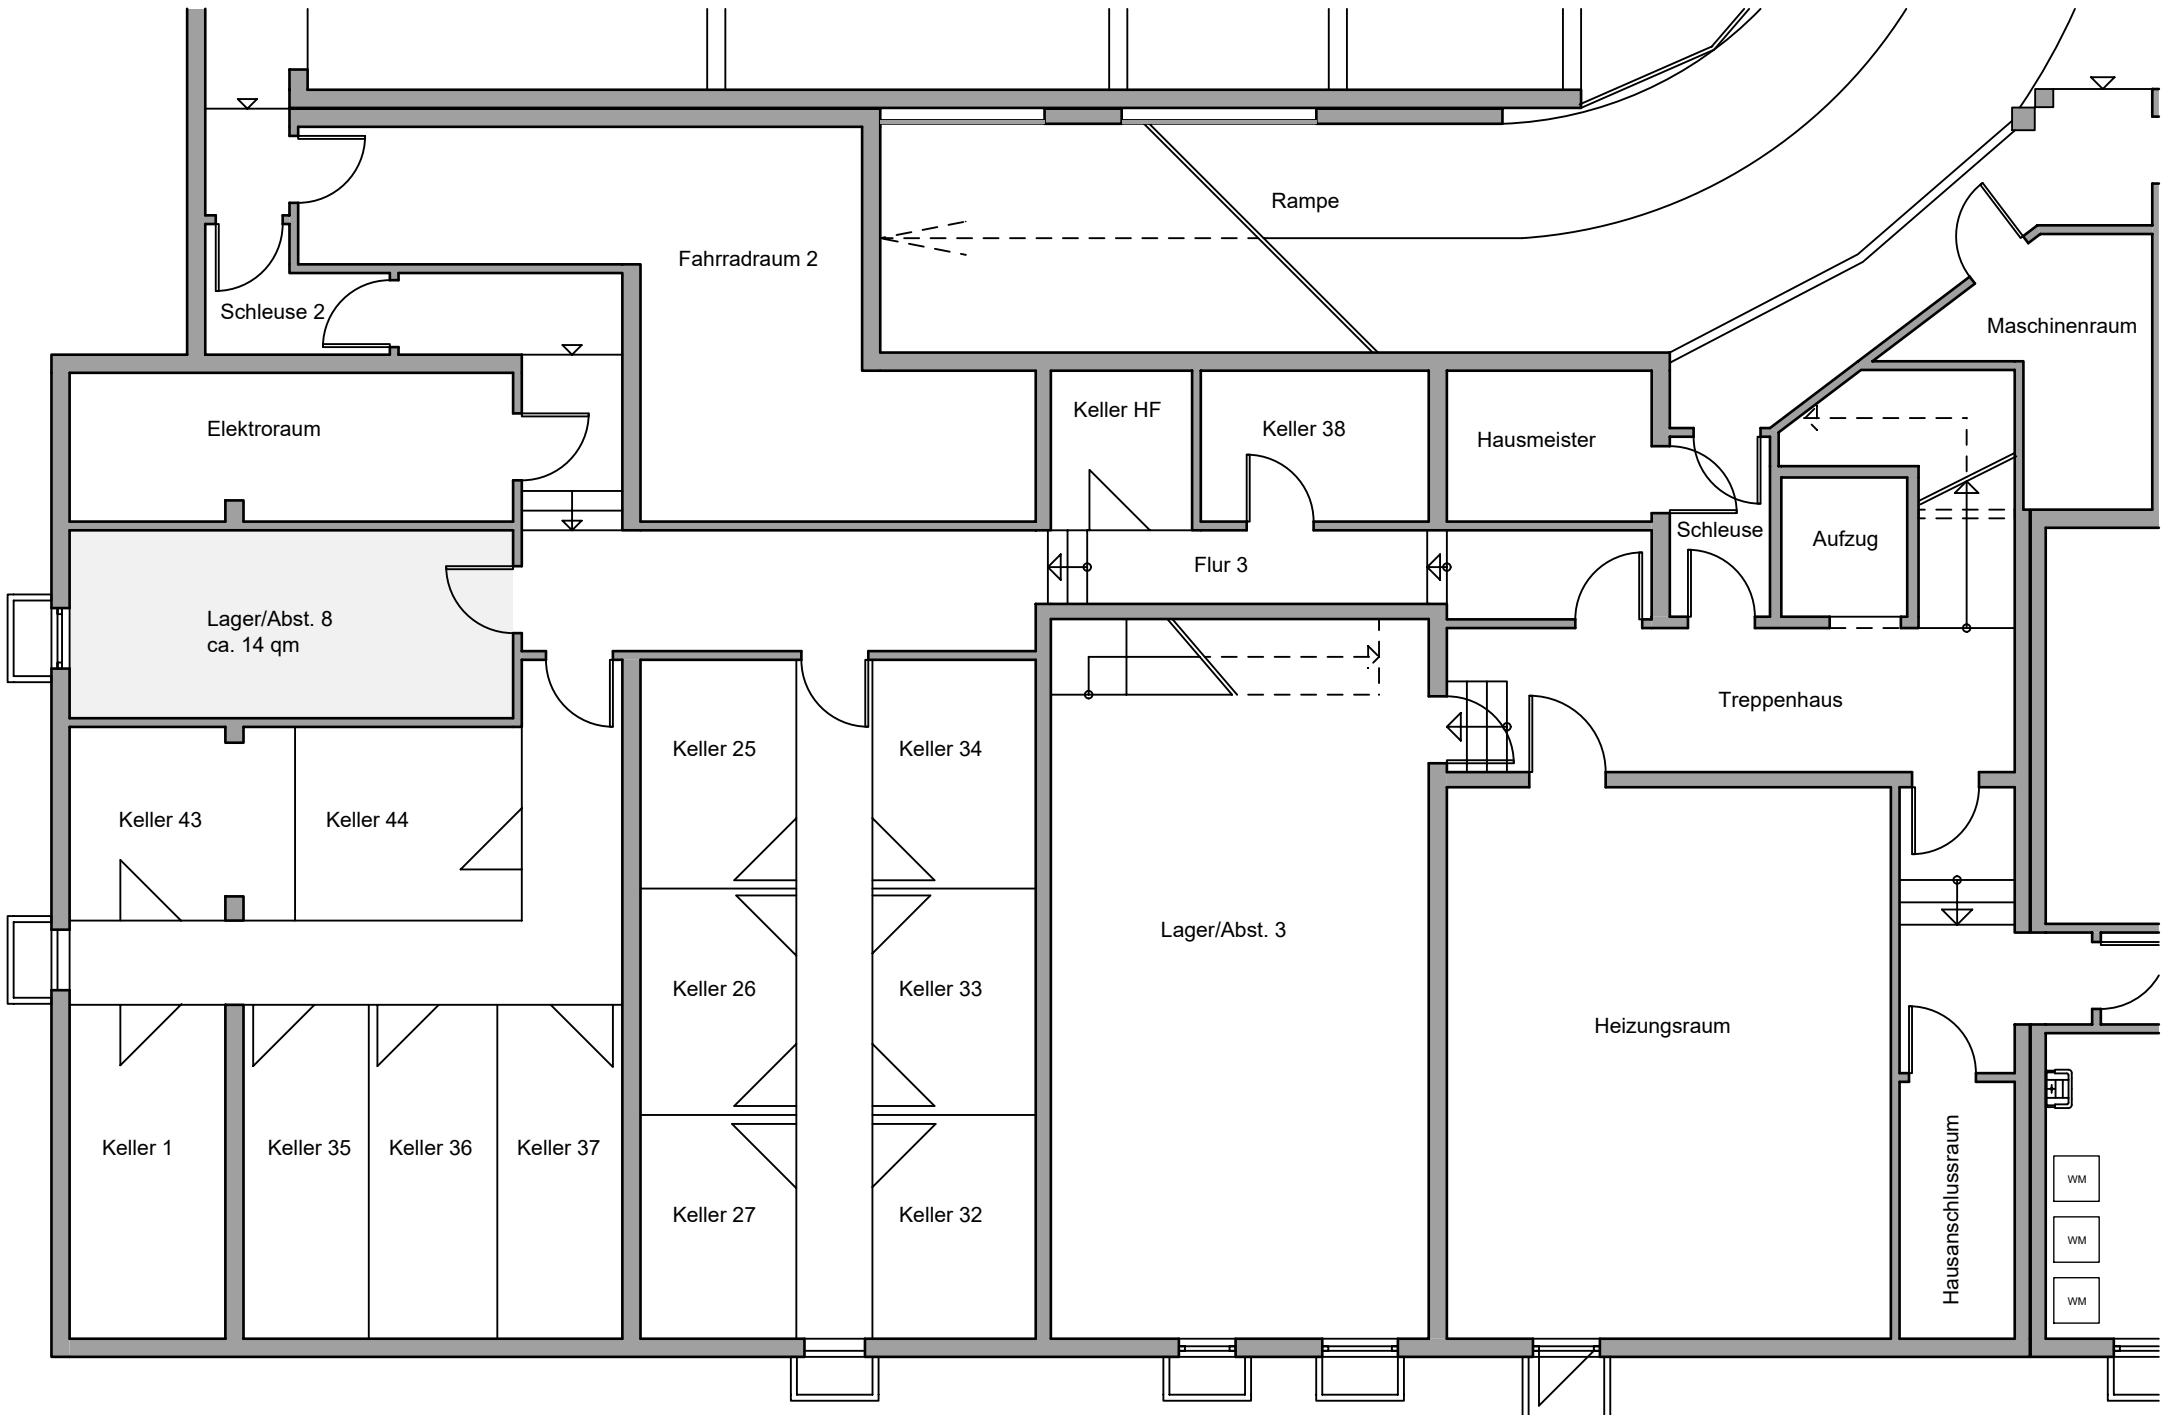 Rampe
Fahrradraum 2
Schleuse 2
Maschinenraum
Elektroraum
Keller HF
Keller 38
Hausmeister
Schleuse
Aufzug
Flur 3
Lager/Abst. 8
ca. 14 qm
Treppenhaus
Keller 25
Keller 34
Keller 43
Keller 44
Lager/Abst. 3
Keller 26
Keller 33
Heizungsraum
Keller 1
Keller 35
Keller 36
Keller 37
Keller 27
Keller 32
Hausanschlussraum
WM
WM
WM